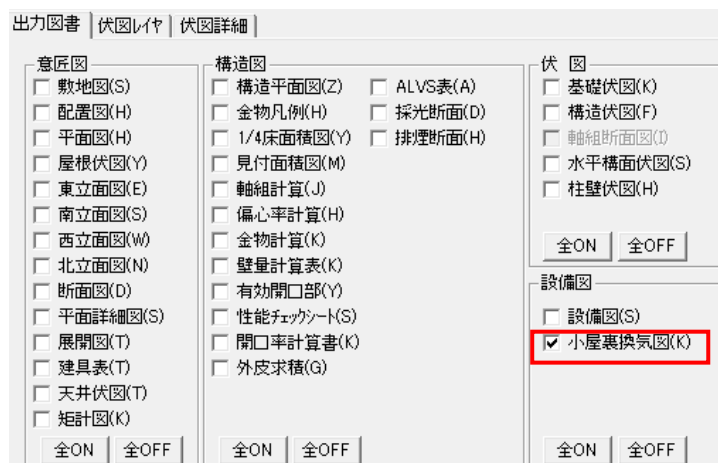 出力図書 伏図レイヤ 伏図詳細
意匠図
敷地図(S)
配置図(H)
平面図(H)
屋根伏図(Y)
東立面図(E)
南立面図(S)
西立面図(W)
北立面図(N)
断面図(D)
平面詳細図(S)
展開図(T)
建具表(T)
天井伏図(T)
矩計図(K)
全ON 全OFF
構造図
構造平面図(Z) ALVS表(A)
金物凡例(H) 採光断面(D)
1/4床面積図(Y) 排煙断面(H)
見付面積図(M)
軸組計算(J)
偏心率計算(H)
金物計算(K)
壁量計算表(K)
有効開口部(Y)
性能チェックシート(S)
開口率計算書(K)
外皮求積(G)
全ON 全OFF
伏 図
基礎伏図(K)
構造伏図(F)
軸組断面図(I)
水平構面伏図(S)
柱壁伏図(H)
全ON 全OFF
設備図
設備図(S)
小屋裏換気図(K)
全ON 全OFF